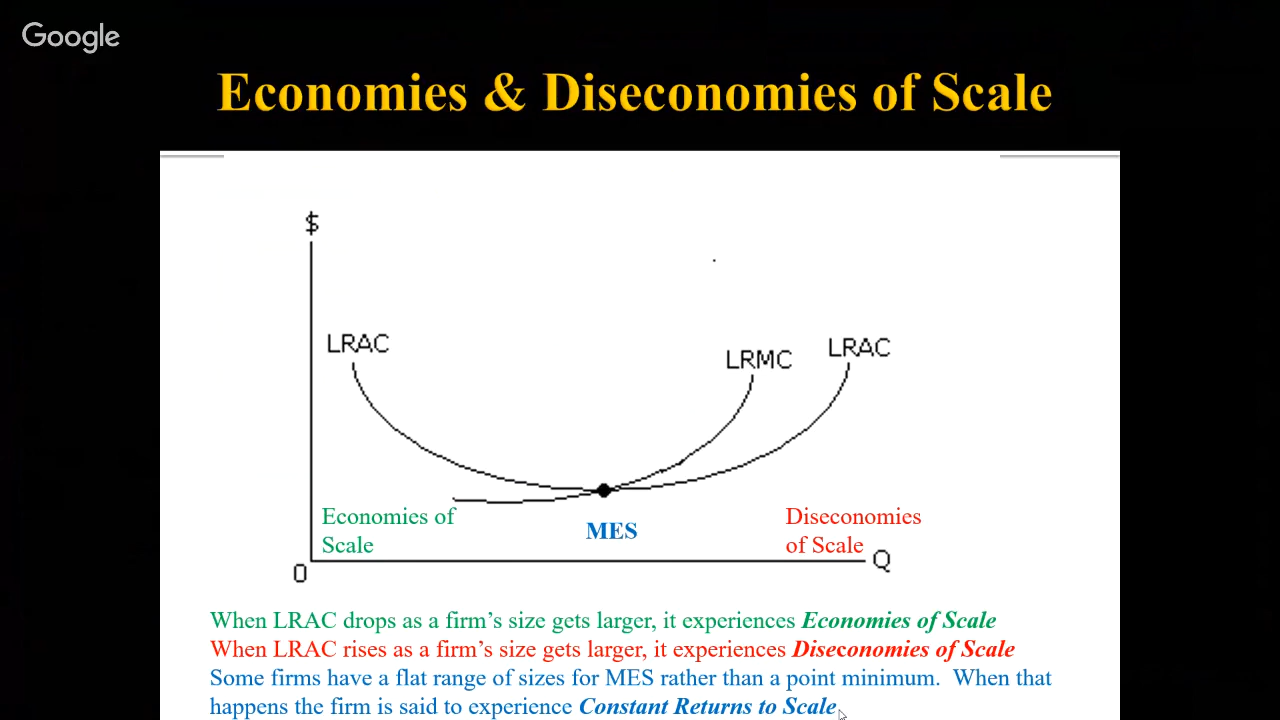 Google
Economies & Diseconomies of Scale
$
LRAC
LRMC
LRAC
Economies of
Scale
MES
Diseconomies
of Scale
0
Q
When LRAC drops as a firm’s size gets larger, it experiences Economies of Scale
When LRAC rises as a firm’s size gets larger, it experiences Diseconomies of Scale
Some firms have a flat range of sizes for MES rather than a point minimum.  When that
happens the firm is said to experience Constant Returns to Scale.